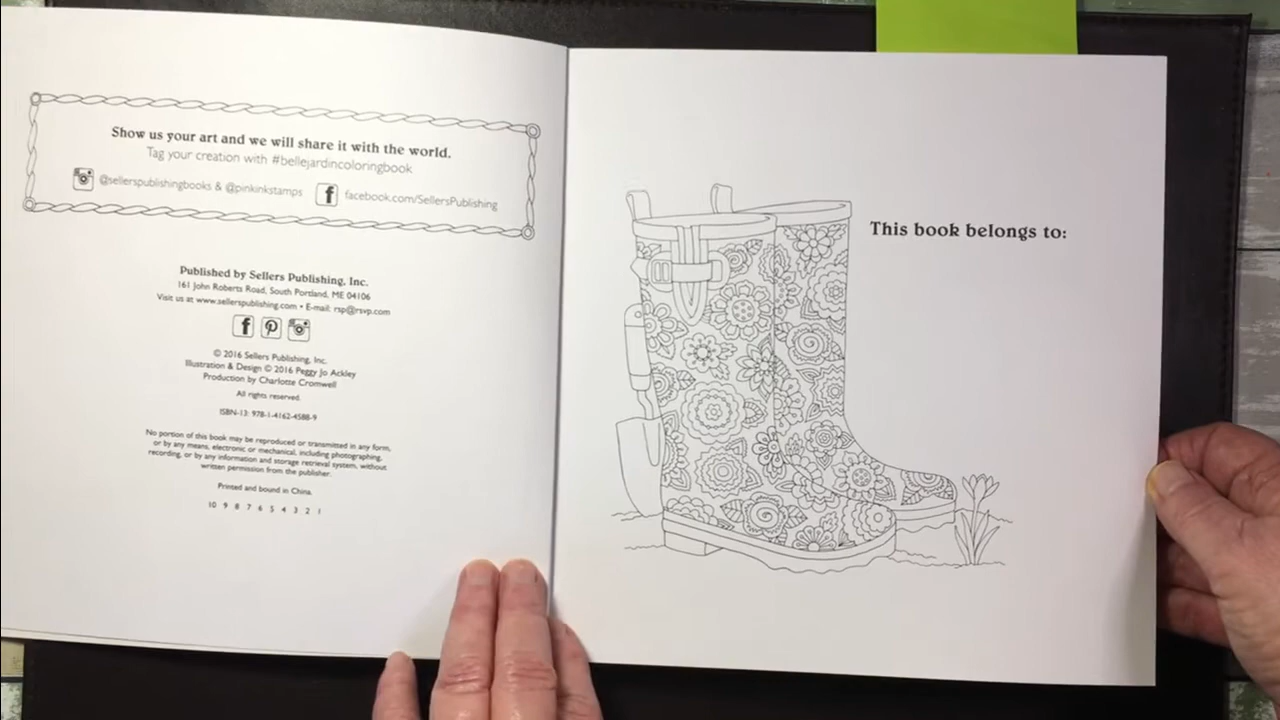 Show us your art and we will share it with the world.
Tag your creation with #bellejardincoloringbook
@sellerspublishingbooks & @pinkinkstamps f facebook.com/SellersPublishing
Published by Sellers Publishing, Inc.
161 John Roberts Road, South Portland, ME 04106
Visit us at www.sellerspublishing.com • E-mail: rsp@rsvp.com
© 2016 Sellers Publishing, Inc.
Illustration & Design © 2016 Peggy Jo Ackley
Production by Charlotte Cromwell
All rights reserved.
ISBN-13: 978-1-4162-4588-9
No portion of this book may be reproduced or transmitted in any form,
or by any means, electronic or mechanical, including photographing,
recording, or by any information and storage retrieval system, without
written permission from the publisher.
Printed and bound in China.
10 9 8 7 6 5 4 3 2 1
This book belongs to: